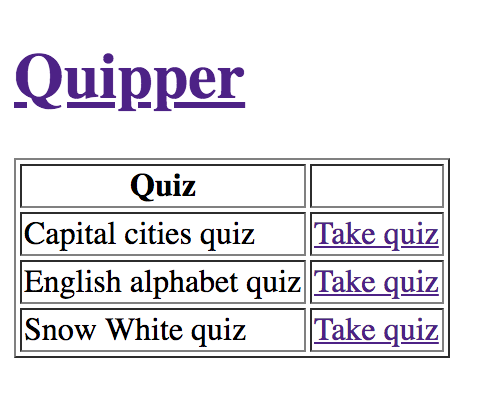 Quipper
Quiz
Capital cities quiz Take quiz
English alphabet quiz Take quiz
Snow White quiz Take quiz